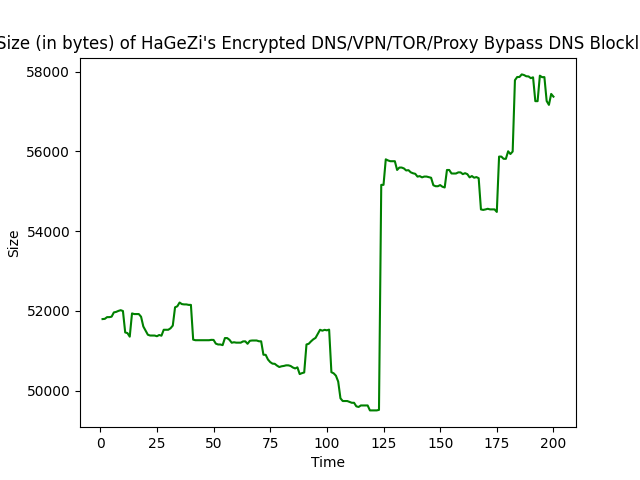 Size (in bytes) of HaGeZi's Encrypted DNS/VPN/TOR/Proxy Bypass DNS Blockl
58000
56000
54000
52000
50000
Size
0 25 50 75 100 125 150 175 200
Time